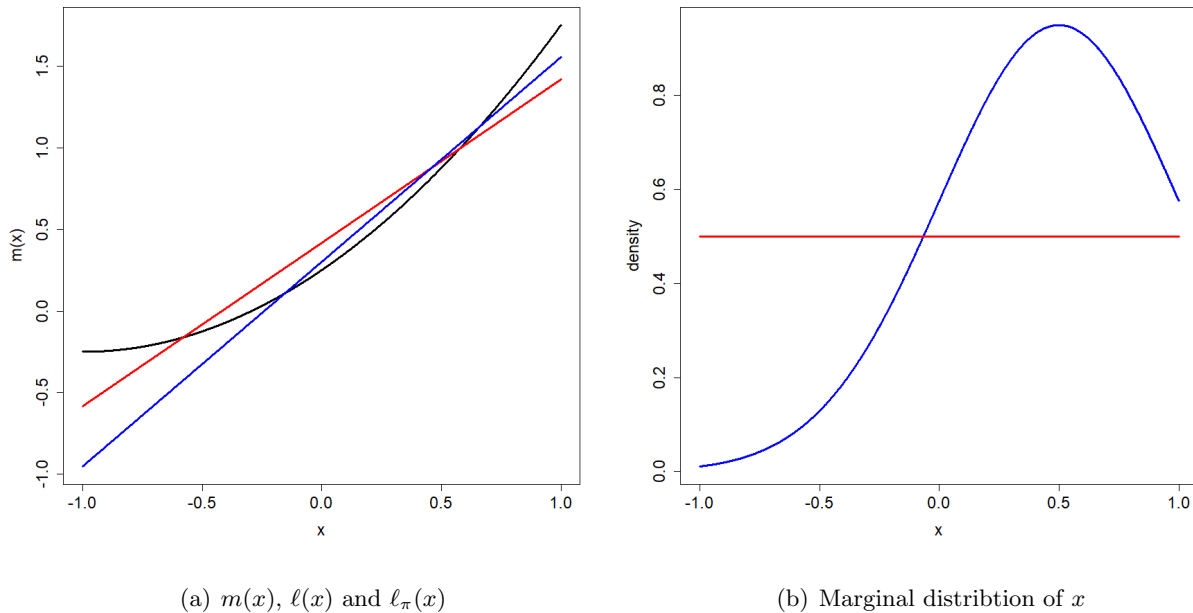 m(x)
1.5
1.0
0.5
0.0
-0.5
-1.0
-1.0 -0.5 0.0 0.5 1.0
x
density
0.8
0.6
0.4
0.2
0.0
-1.0 -0.5 0.0 0.5 1.0
x
(a) m(x), ℓ(x) and ℓπ(x)
(b) Marginal distribtion of x